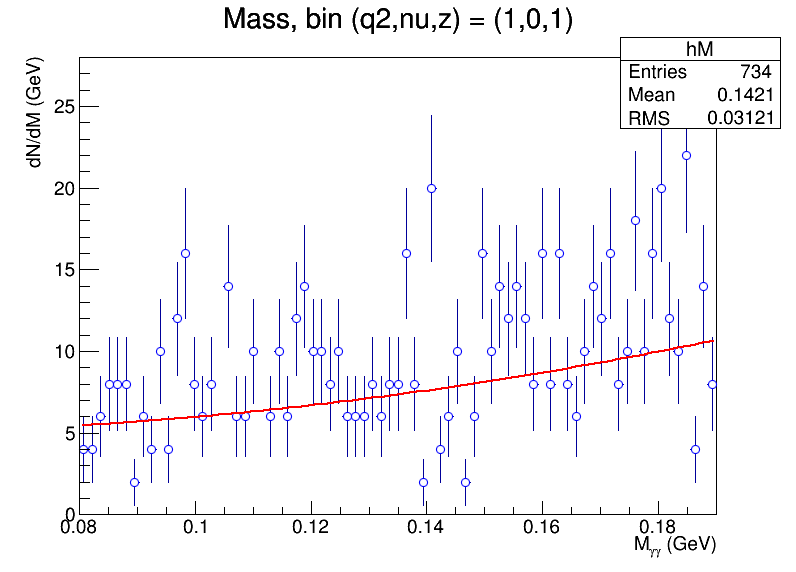 Mass, bin (q2,nu,z) = (1,0,1)
hM
Entries 734
Mean 0.1421
RMS 0.03121
dN/dM (GeV)
25
20
15
10
5
0
0.08 0.1 0.12 0.14 0.16 0.18
Mγγ (GeV)